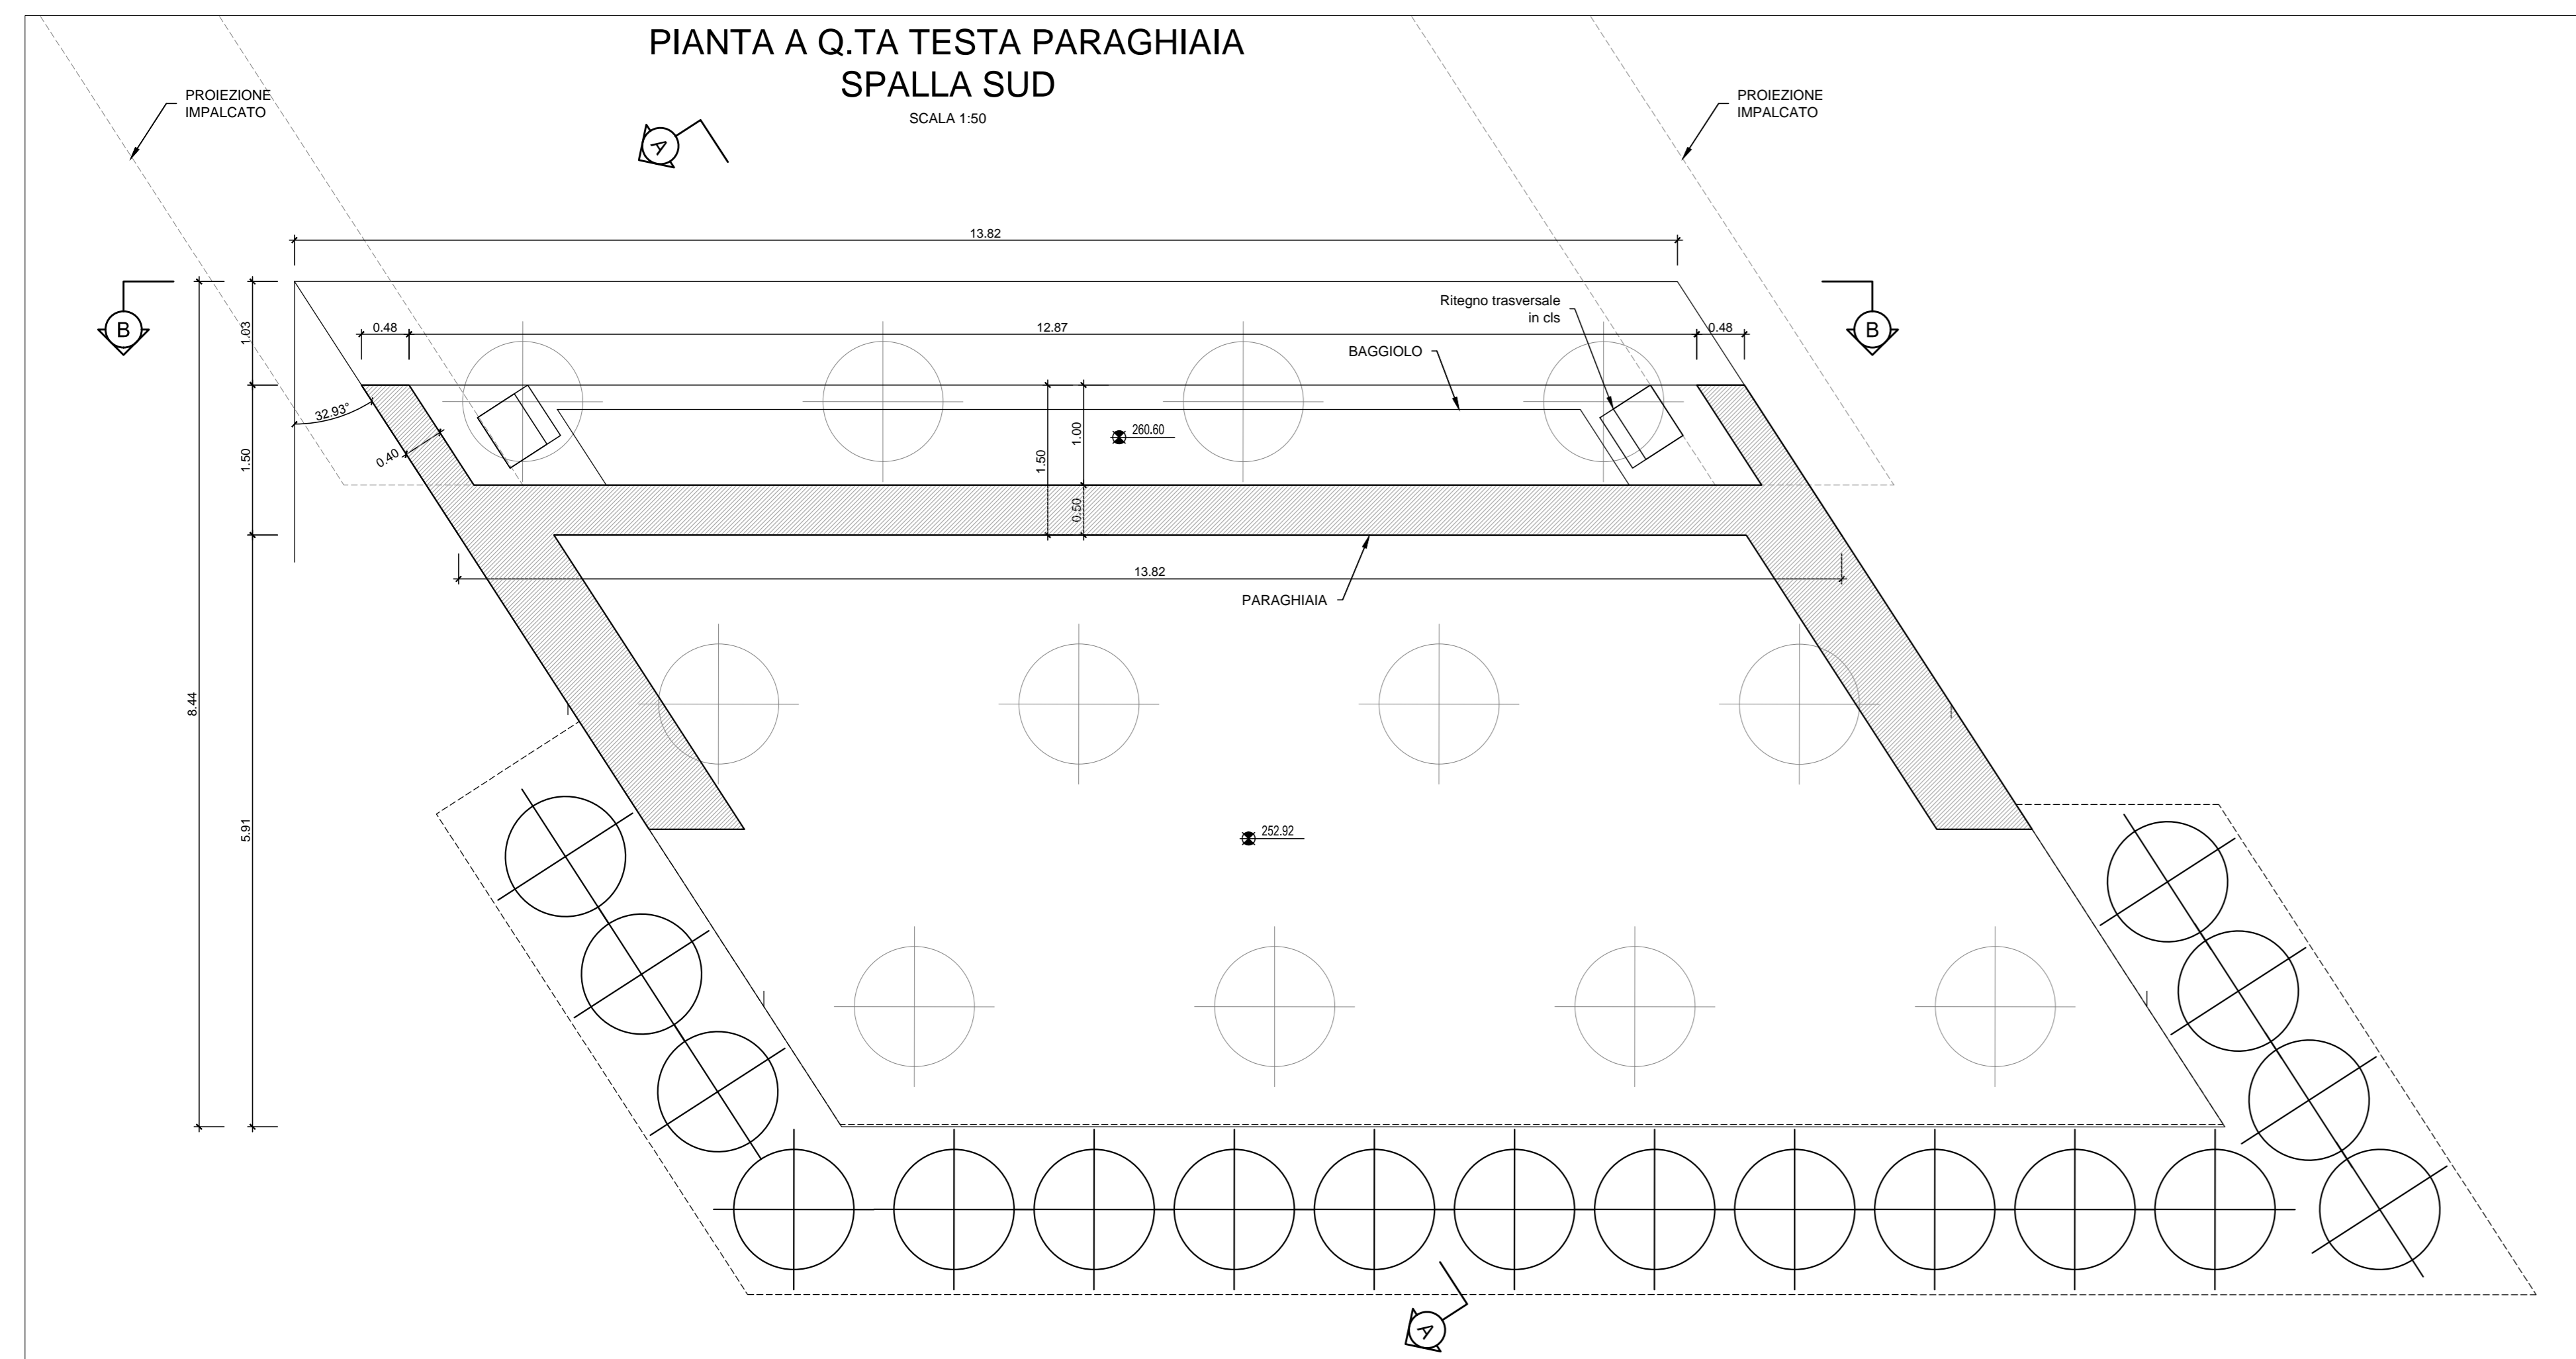 PIANTA A Q.TA TESTA PARAGHIAIA
SPALLA SUD
SCALA 1:50
PROIEZIONE
IMPALCATO
PROIEZIONE
IMPALCATO
A
13.82
B
B
1.03
0.48
12.87
0.48
Ritegno trasversale
in cls
BAGGIOLO
32.93°
0.40
1.50
1.50
1.00
260.60
0.50
13.82
PARAGHIAIA
8.44
5.91
252.92
A